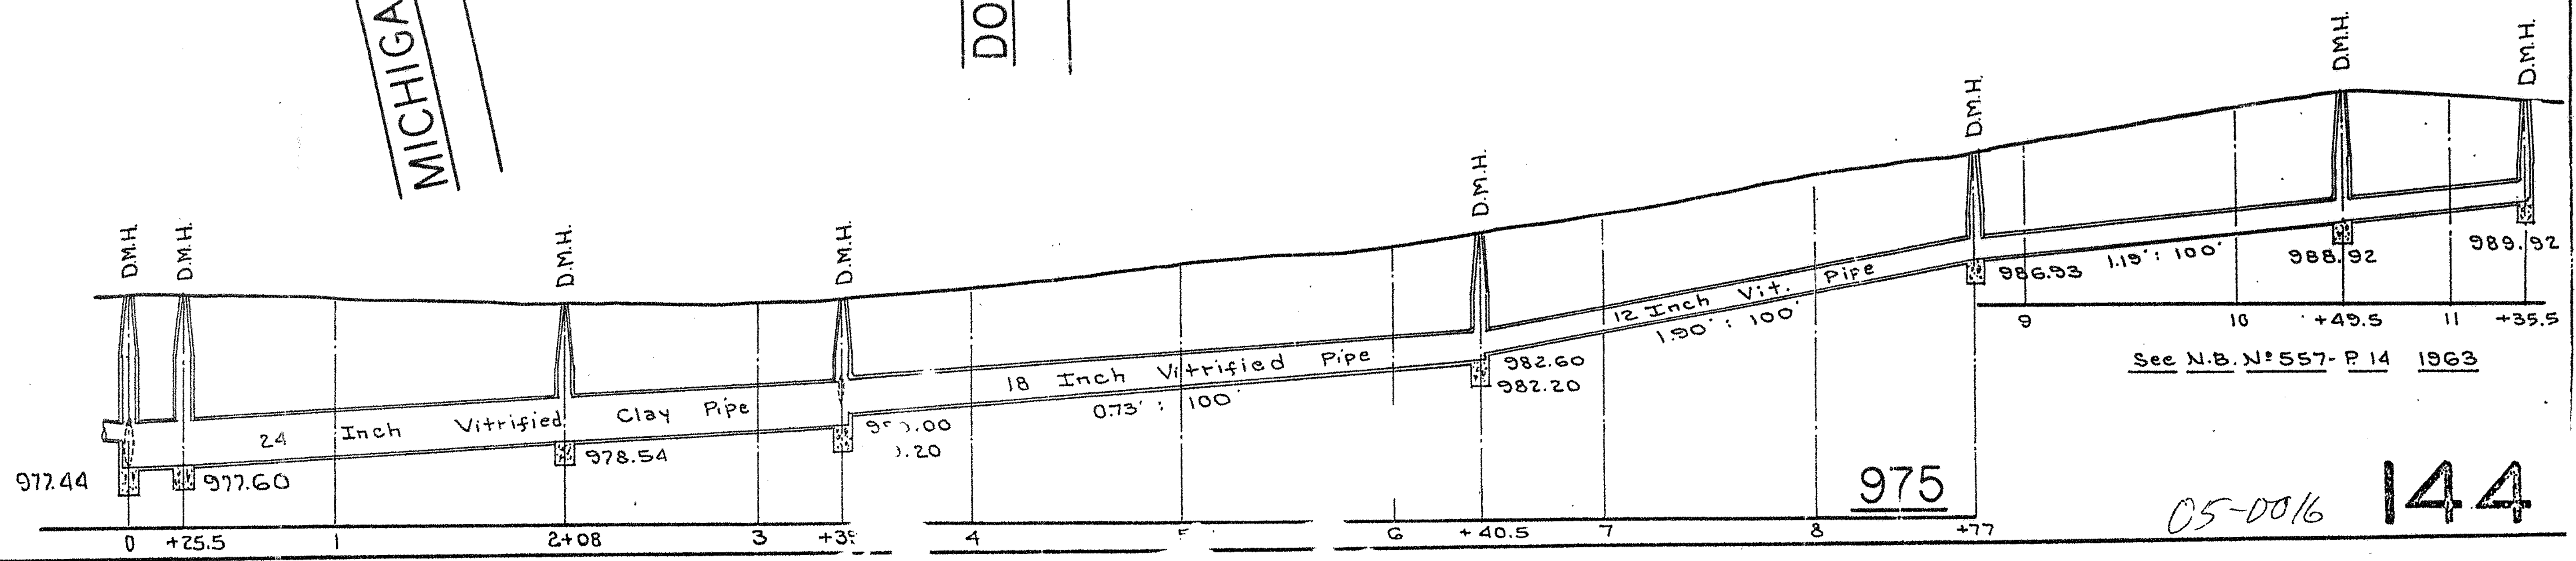 MICHIGA
DO
D.M.H.
D.M.H.
D.M.H.
D.M.H.
D.M.H.
D.M.H.
D.M.H.
D.M.H.
24 Inch Vitrified Clay Pipe
18 Inch Vitrified Pipe
0.73' : 100'
12 Inch Vit. Pipe
1.90' : 100'
1.19' : 100'
977.44
977.60
978.54
.00
.20
982.60
982.20
986.93
988.92
989.92
9 10 +49.5 11 +35.5
See N.B. Nº 557- P. 14 1963
975
05-0016
144
0 +25.5 1 2+08 3 4 6 +40.5 7 8 +77